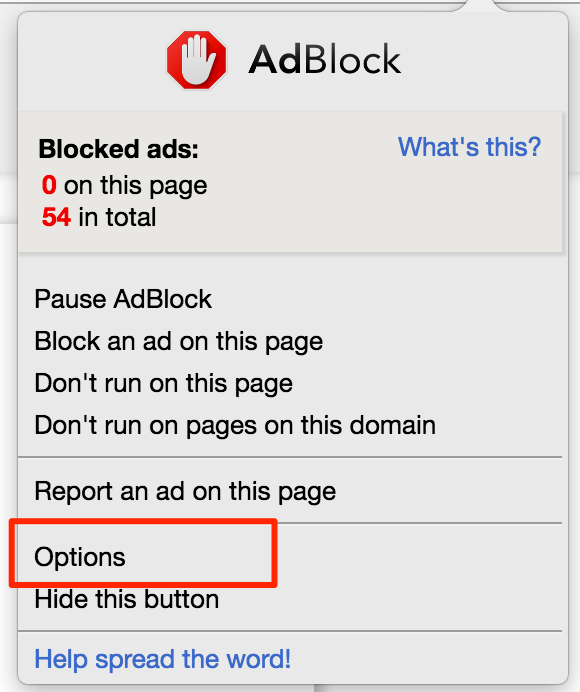 AdBlock
Blocked ads:
What's this?
0 on this page
54 in total
Pause AdBlock
Block an ad on this page
Don't run on this page
Don't run on pages on this domain
Report an ad on this page
Options
Hide this button
Help spread the word!